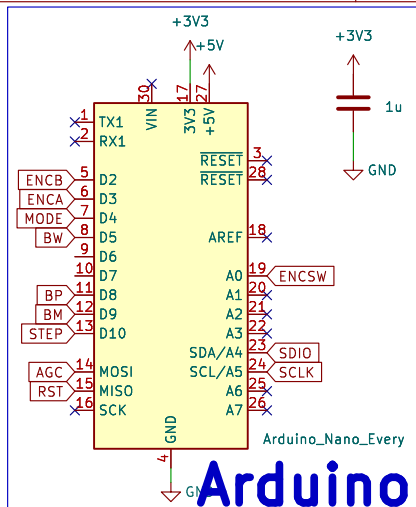 +3V3
+5V
+3V3
1u
GND
30 17 27
VIN 3V3 +5V
1 TX1
2 RX1
RESET 3
RESET 28
ENCB 5 D2
ENCA 6 D3
MODE 7 D4
BW 8 D5
AREF 18
9 D6
10 D7
A0 19 ENCSW
BP 11 D8
A1 20
BM 12 D9
A2 21
STEP 13 D10
A3 22
SDA/A4 23 SDIO
AGC 14 MOSI
SCL/A5 24 SCLK
RST 15 MISO
A6 25
16 SCK
A7 26
GND
4
Arduino_Nano_Every
GND
Arduino